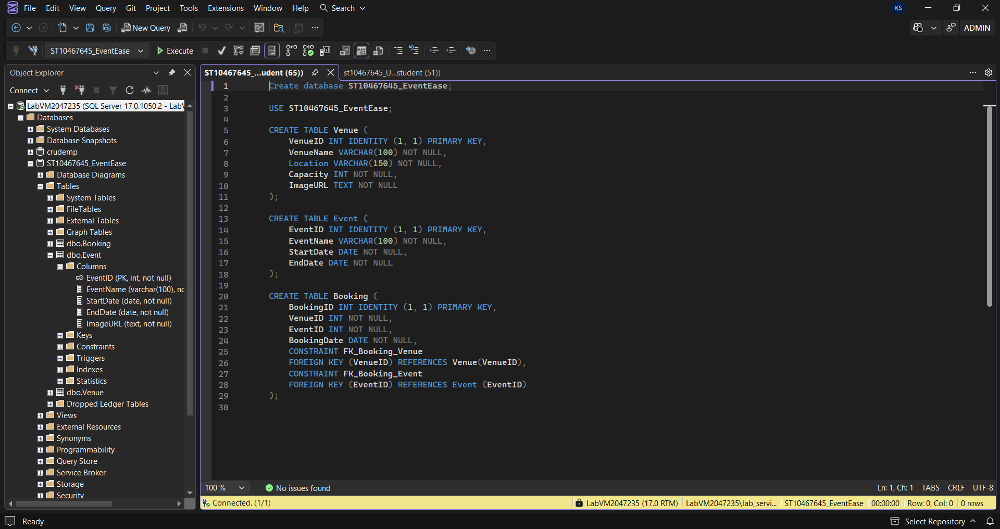 File Edit View Query Git Project Tools Extensions Window Help Search KS
New Query ADMIN
ST10467645_EventEase Execute
Object Explorer
Connect
LabVM2047235 (SQL Server 17.0.1050.2 - Lab
Databases
System Databases
Database Snapshots
crudemp
ST10467645_EventEase
Database Diagrams
Tables
System Tables
FileTables
External Tables
Graph Tables
dbo.Booking
dbo.Event
Columns
EventID (PK, int, not null)
EventName (varchar(100), nc
StartDate (date, not null)
EndDate (date, not null)
ImageURL (text, not null)
Keys
Constraints
Triggers
Indexes
Statistics
dbo.Venue
Dropped Ledger Tables
Views
External Resources
Synonyms
Programmability
Query Store
Service Broker
Storage
Security
ST10467645_...udent (65)) st10467645_U...student (51))
1 Create database ST10467645_EventEase;
2
3 USE ST10467645_EventEase;
4
5 CREATE TABLE Venue (
6 VenueID INT IDENTITY (1, 1) PRIMARY KEY,
7 VenueName VARCHAR(100) NOT NULL,
8 Location VARCHAR(150) NOT NULL,
9 Capacity INT NOT NULL,
10 ImageURL TEXT NOT NULL
11 );
12
13 CREATE TABLE Event (
14 EventID INT IDENTITY (1, 1) PRIMARY KEY,
15 EventName VARCHAR(100) NOT NULL,
16 StartDate DATE NOT NULL,
17 EndDate DATE NOT NULL
18 );
19
20 CREATE TABLE Booking (
21 BookingID INT IDENTITY (1, 1) PRIMARY KEY,
22 VenueID INT NOT NULL,
23 EventID INT NOT NULL,
24 BookingDate DATE NOT NULL,
25 CONSTRAINT FK_Booking_Venue
26 FOREIGN KEY (VenueID) REFERENCES Venue(VenueID),
27 CONSTRAINT FK_Booking_Event
28 FOREIGN KEY (EventID) REFERENCES Event (EventID)
29 );
30
100 % No issues found Ln: 1, Ch: 1 TABS CRLF UTF-8
Connected. (1/1) LabVM2047235 (17.0 RTM) LabVM2047235\lab_servi... ST10467645_EventEase 00:00:00 Row: 0, Col: 0 0 rows
Ready Select Repository